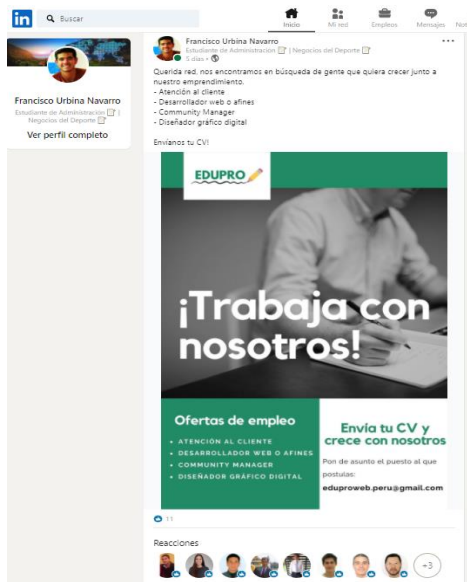 in
Buscar
Inicio
Mi red
Empleos
Mensajes
Francisco Urbina Navarro
Estudiante de Administración | Negocios del Deporte
5 días •
Francisco Urbina Navarro
Estudiante de Administración |
Negocios del Deporte
Ver perfil completo
Querida red, nos encontramos en búsqueda de gente que quiera crecer junto a
nuestro emprendimiento.
- Atención al cliente
- Desarrollador web o afines
- Community Manager
- Diseñador gráfico digital
Envíanos tu CV!
EDUPRO
¡Trabaja con
nosotros!
Ofertas de empleo
• ATENCIÓN AL CLIENTE
• DESARROLLADOR WEB O AFINES
• COMMUNITY MANAGER
• DISEÑADOR GRÁFICO DIGITAL
Envía tu CV y
crece con nosotros
Pon de asunto el puesto al que
postulas:
eduproweb.peru@gmail.com
11
Reacciones
+3